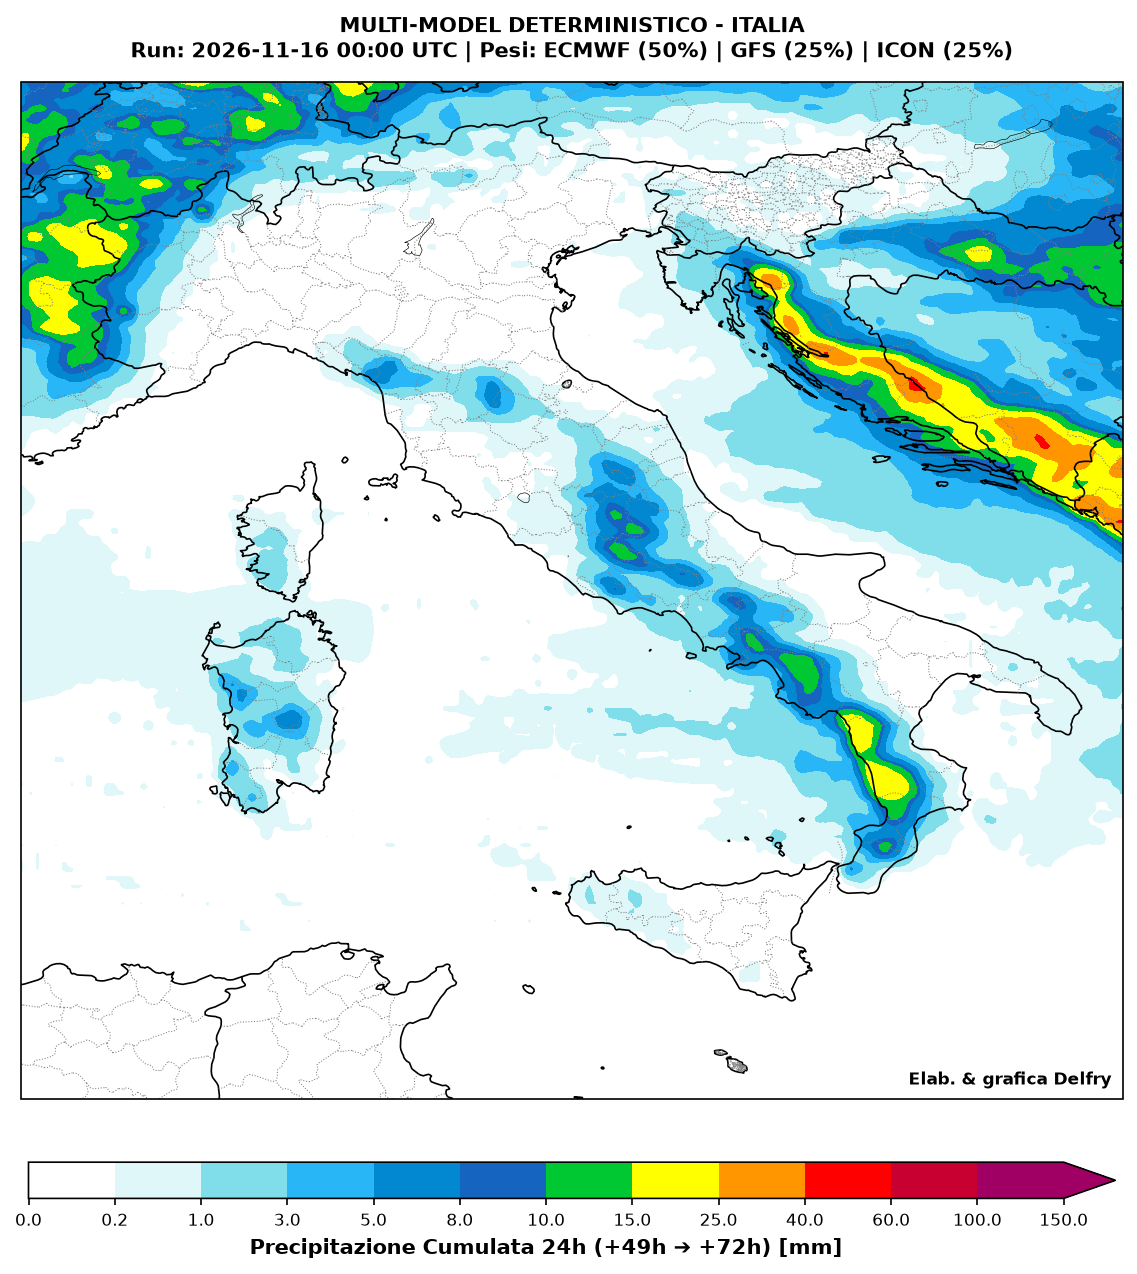 MULTI-MODEL DETERMINISTICO - ITALIA
Run: 2026-11-16 00:00 UTC | Pesi: ECMWF (50%) | GFS (25%) | ICON (25%)
Elab. & grafica Delfry
0.0 0.2 1.0 3.0 5.0 8.0 10.0 15.0 25.0 40.0 60.0 100.0 150.0
Precipitazione Cumulata 24h (+49h → +72h) [mm]